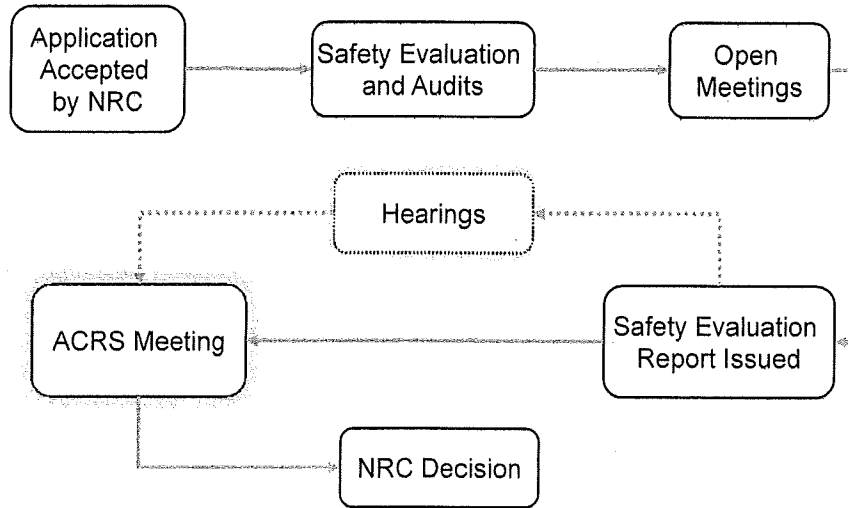 Application
Accepted
by NRC
Safety Evaluation
and Audits
Open
Meetings
Hearings
ACRS Meeting
Safety Evaluation
Report Issued
NRC Decision